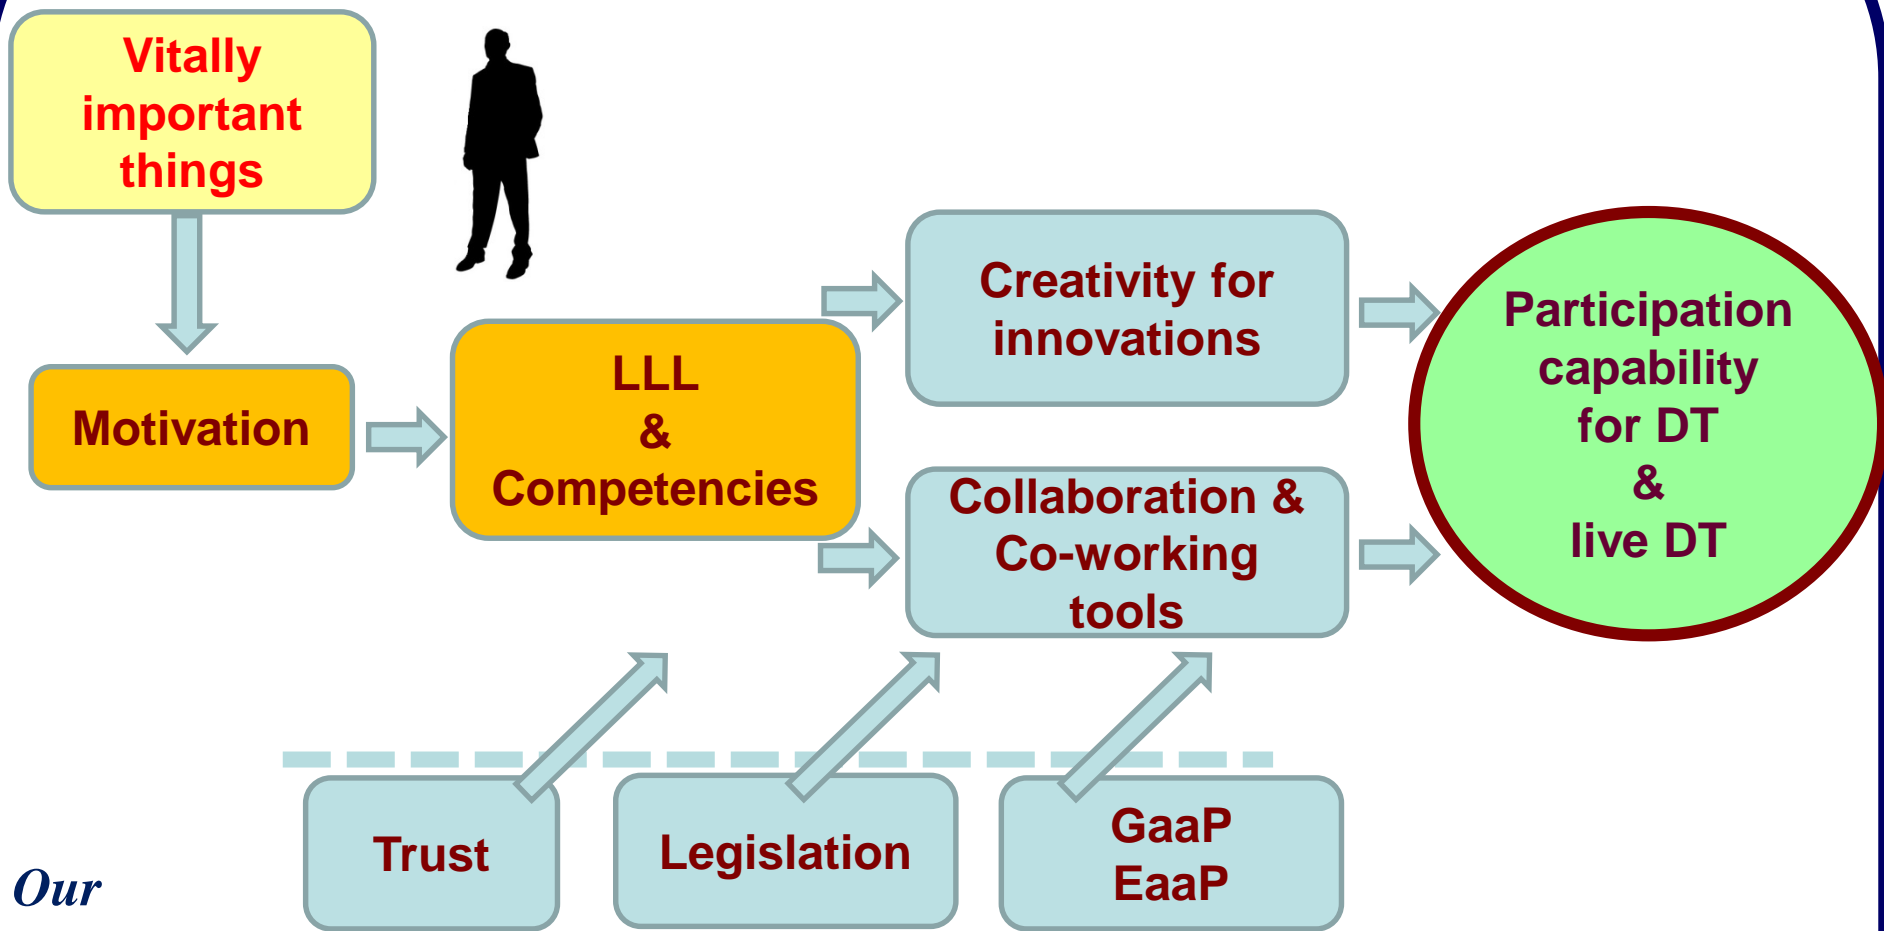 Vitally
important
things
Motivation
LLL
&
Competencies
Creativity for
innovations
Collaboration &
Co-working
tools
Participation
capability
for DT
&
live DT
Trust
Legislation
GaaP
EaaP
Our